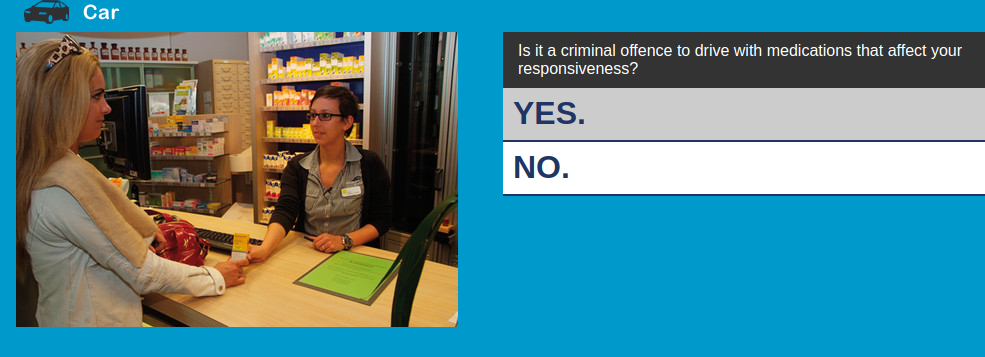 Car
Is it a criminal offence to drive with medications that affect your
responsiveness?
YES.
NO.